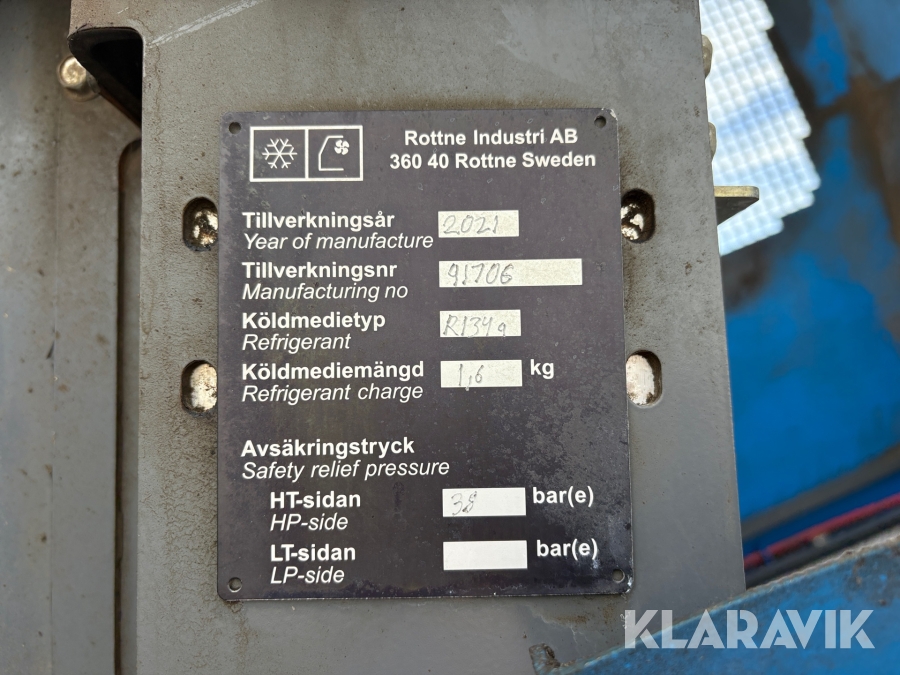 Rottne Industri AB
360 40 Rottne Sweden
Tillverkningsår 2021
Year of manufacture
Tillverkningsnr 91706
Manufacturing no
Köldmedietyp R134a
Refrigerant
Köldmediemängd 1,6 kg
Refrigerant charge
Avsäkringstryck
Safety relief pressure
HT-sidan 38 bar(e)
HP-side
LT-sidan bar(e)
LP-side
KLARAVIK